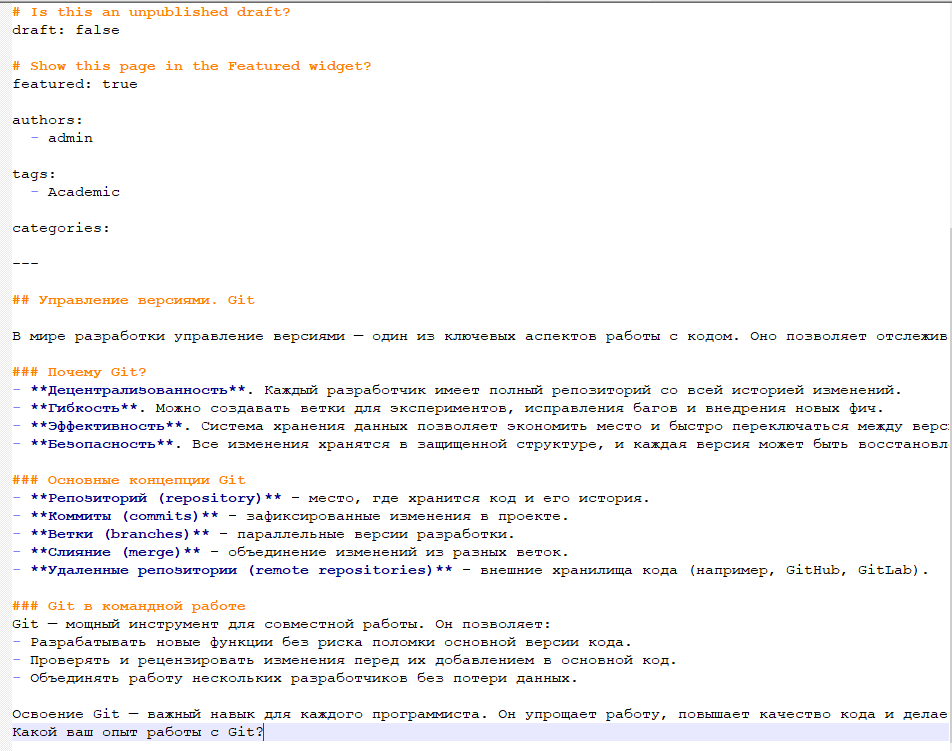 # Is this an unpublished draft?
draft: false
# Show this page in the Featured widget?
featured: true
authors:
- admin
tags:
- Academic
categories:
---
## Управление версиями. Git
В мире разработки управление версиями — один из ключевых аспектов работы с кодом. Оно позволяет отслежив
### Почему Git?
- **Децентрализованность**. Каждый разработчик имеет полный репозиторий со всей историей изменений.
- **Гибкость**. Можно создавать ветки для экспериментов, исправления багов и внедрения новых фич.
- **Эффективность**. Система хранения данных позволяет экономить место и быстро переключаться между верс
- **Безопасность**. Все изменения хранятся в защищенной структуре, и каждая версия может быть восстановл
### Основные концепции Git
- **Репозиторий (repository)** – место, где хранится код и его история.
- **Коммиты (commits)** – зафиксированные изменения в проекте.
- **Ветки (branches)** – параллельные версии разработки.
- **Слияние (merge)** – объединение изменений из разных веток.
- **Удаленные репозитории (remote repositories)** – внешние хранилища кода (например, GitHub, GitLab).
### Git в командной работе
Git — мощный инструмент для совместной работы. Он позволяет:
- Разрабатывать новые функции без риска поломки основной версии кода.
- Проверять и рецензировать изменения перед их добавлением в основной код.
- Объединять работу нескольких разработчиков без потери данных.
Освоение Git — важный навык для каждого программиста. Он упрощает работу, повышает качество кода и делае
Какой ваш опыт работы с Git?